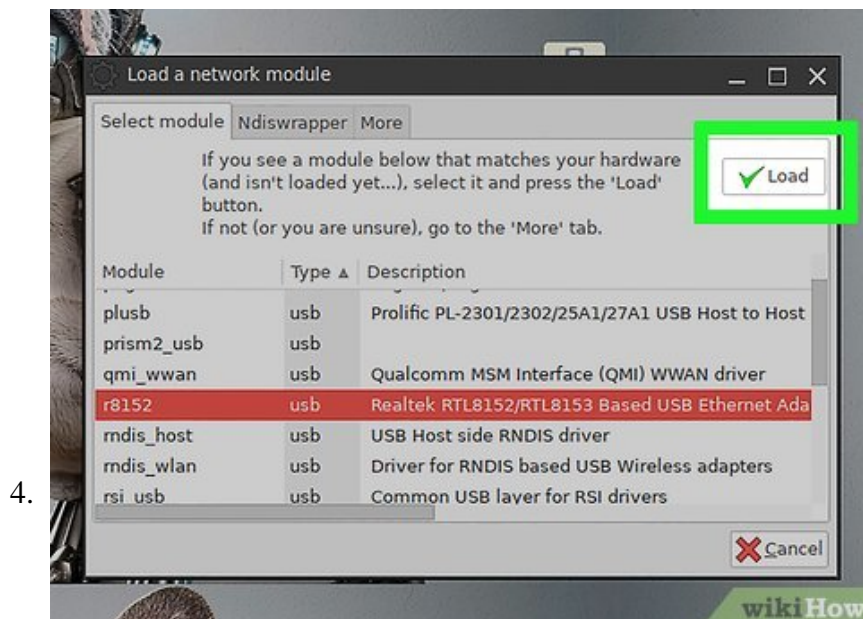 Load a network module
Select module Ndiswrapper More
If you see a module below that matches your hardware
(and isn't loaded yet...), select it and press the 'Load'
button.
If not (or you are unsure), go to the 'More' tab.
Load
Module Type Description
plusb usb Prolific PL-2301/2302/25A1/27A1 USB Host to Host
prism2_usb usb
qmi_wwan usb Qualcomm MSM Interface (QMI) WWAN driver
r8152 usb Realtek RTL8152/RTL8153 Based USB Ethernet Ada
rndis_host usb USB Host side RNDIS driver
rndis_wlan usb Driver for RNDIS based USB Wireless adapters
rsi_usb usb Common USB layer for RSI drivers
4.
Cancel
wikiHow